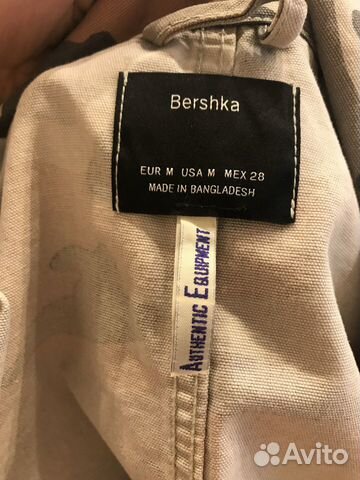 Bershka
EUR M USA M MEX 28
MADE IN BANGLADESH
AUTHENTIC EQUIPMENT
Avito